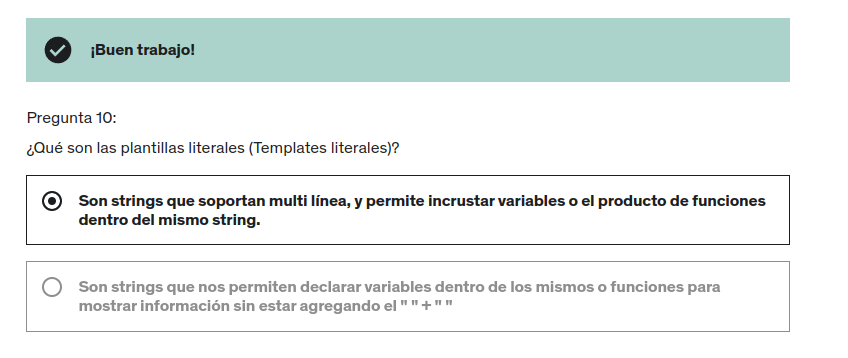 ¡Buen trabajo!
Pregunta 10:
¿Qué son las plantillas literales (Templates literales)?
Son strings que soportan multi línea, y permite incrustar variables o el producto de funciones
dentro del mismo string.
Son strings que nos permiten declarar variables dentro de los mismos o funciones para
mostrar información sin estar agregando el " " + " "